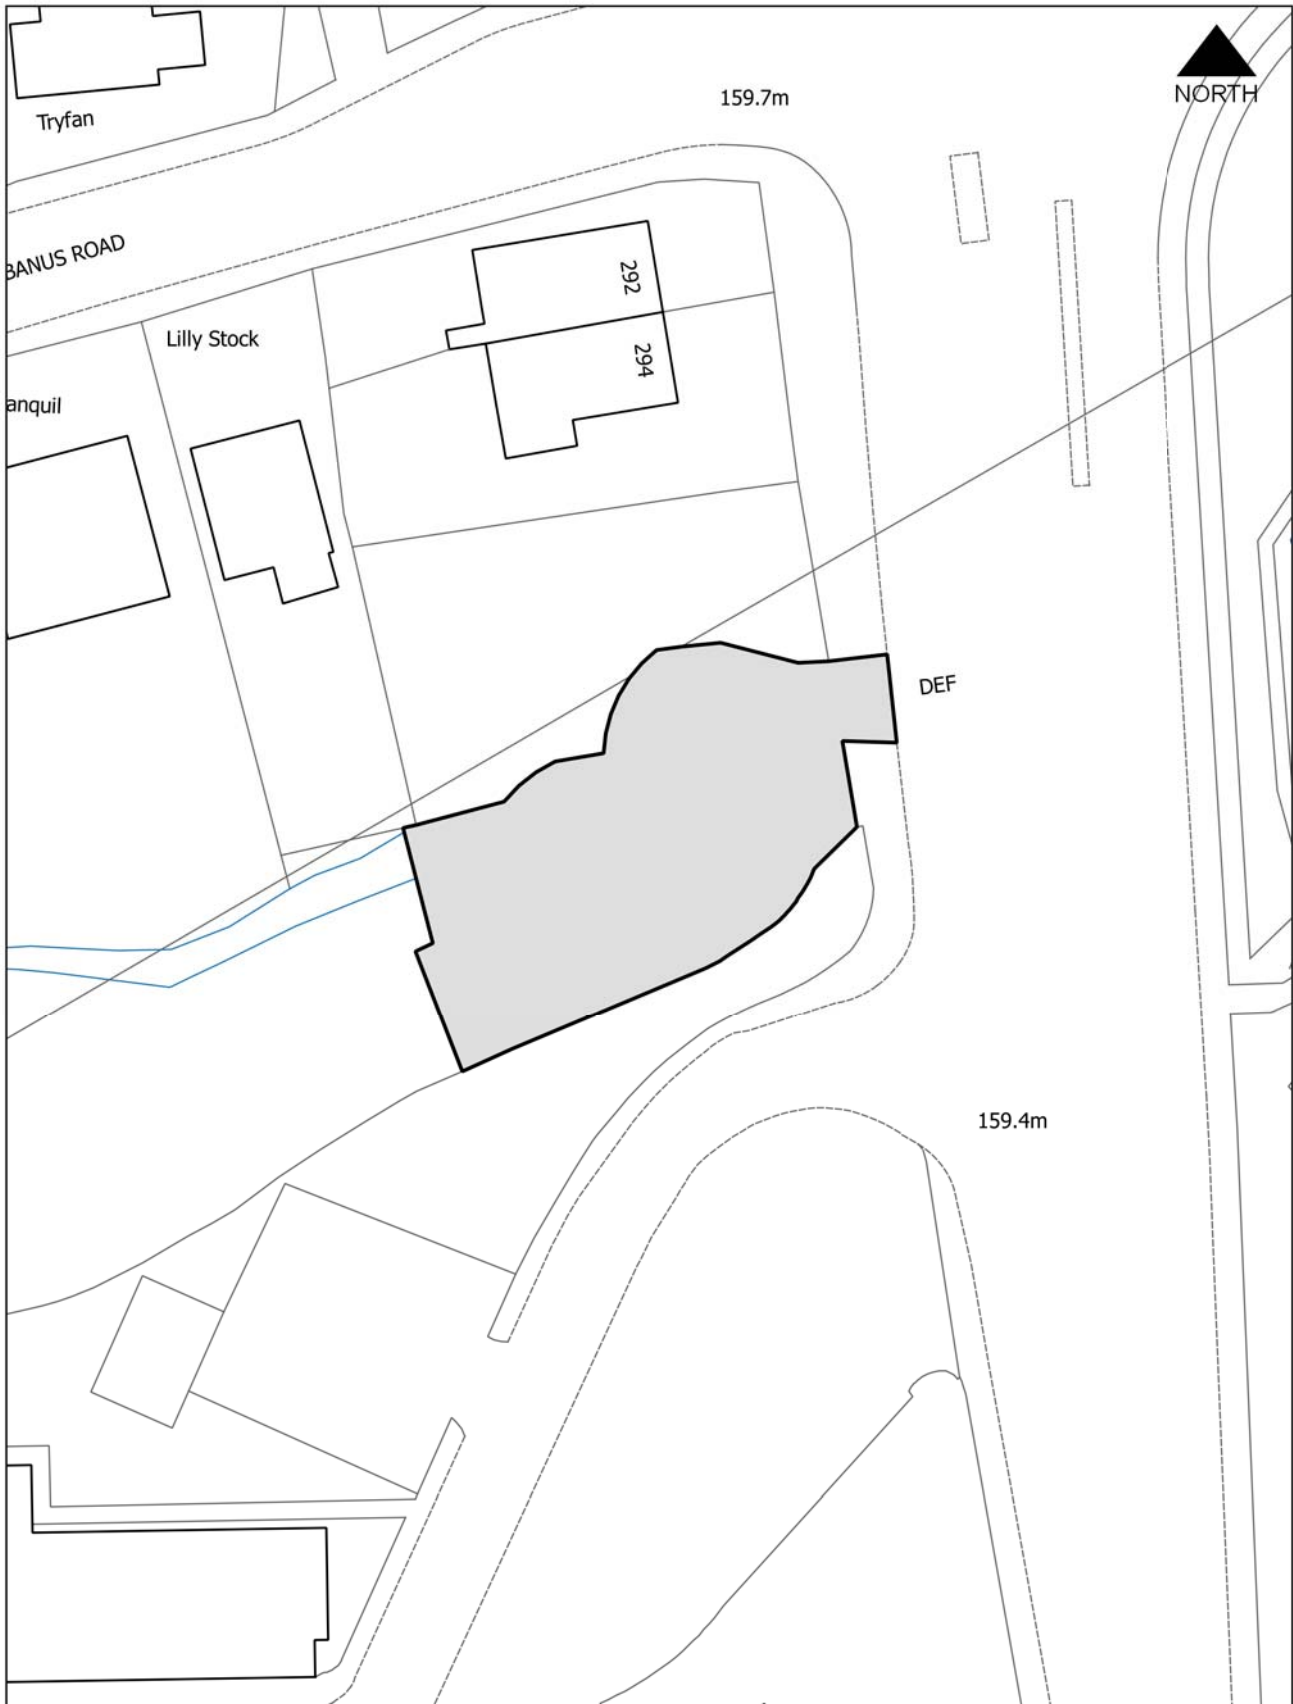 159.7m
NORTH
Tryfan
BANUS ROAD
292
Lilly Stock
294
anquil
DEF
159.4m